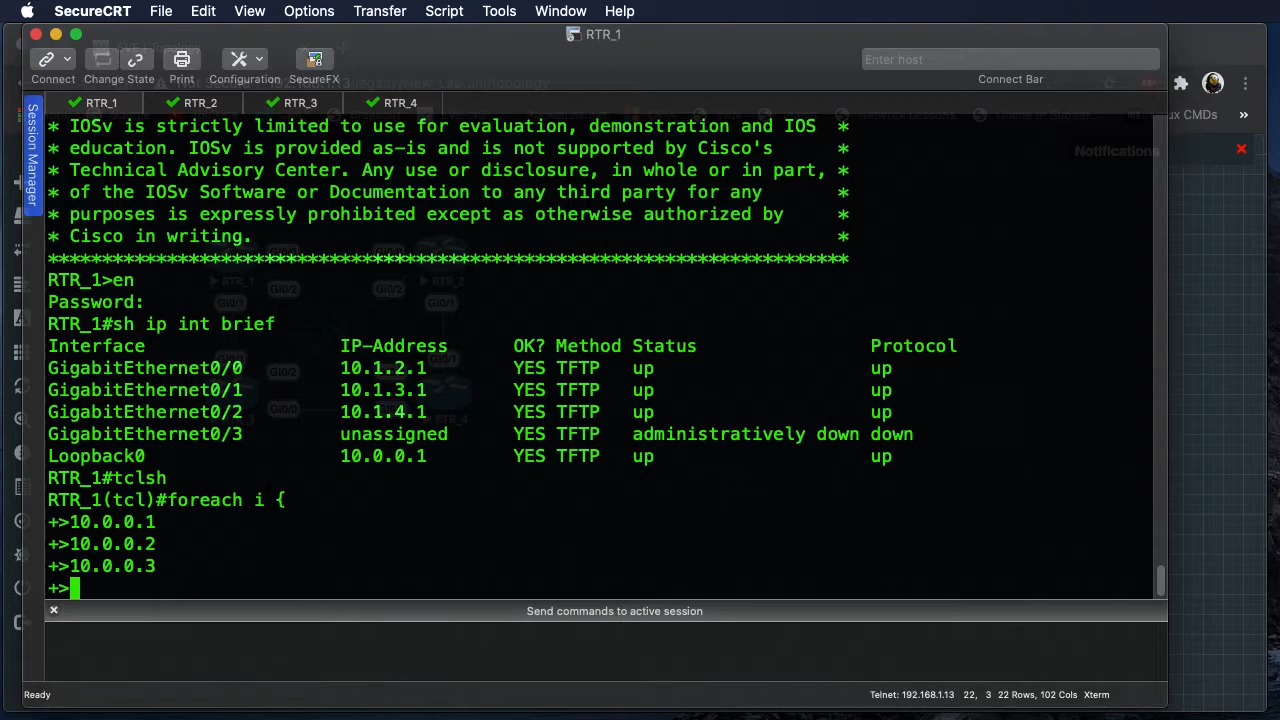 SecureCRT File Edit View Options Transfer Script Tools Window Help
RTR_1
Enter host
Connect Change State Print Configuration SecureFX Connect Bar
RTR_1 RTR_2 RTR_3 RTR_4
Session Manager
Notifications
* IOSv is strictly limited to use for evaluation, demonstration and IOS *
* education. IOSv is provided as-is and is not supported by Cisco's *
* Technical Advisory Center. Any use or disclosure, in whole or in part, *
* of the IOSv Software or Documentation to any third party for any *
* purposes is expressly prohibited except as otherwise authorized by *
* Cisco in writing. *
**************************************************************************
RTR_1>en
Password:
RTR_1#sh ip int brief
Interface IP-Address OK? Method Status Protocol
GigabitEthernet0/0 10.1.2.1 YES TFTP up up
GigabitEthernet0/1 10.1.3.1 YES TFTP up up
GigabitEthernet0/2 10.1.4.1 YES TFTP up up
GigabitEthernet0/3 unassigned YES TFTP administratively down down
Loopback0 10.0.0.1 YES TFTP up up
RTR_1#tclsh
RTR_1(tcl)#foreach i {
+>10.0.0.1
+>10.0.0.2
+>10.0.0.3
+>
Send commands to active session
Ready Telnet: 192.168.1.13 22, 3 22 Rows, 102 Cols Xterm